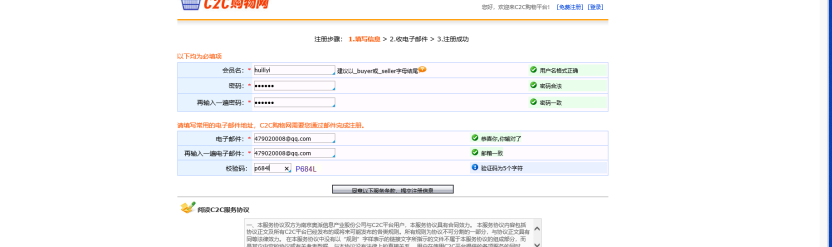 C2C购物网
您好，欢迎来C2C购物平台! [免费注册] [登录]
注册步骤： 1.填写信息 > 2.收电子邮件 > 3.注册成功
以下均为必填项
会员名： * huiliyi 建议以_buyer或_seller字母结尾 用户名格式正确
密码： * •••••• 密码合法
再输入一遍密码： * •••••• 密码一致
请填写常用的电子邮件地址，C2C购物网需要您通过邮件完成注册。
电子邮件： * 479020008@qq.com 恭喜你,你输对了
再输入一遍电子邮件： * 479020008@qq.com 邮箱一致
校验码： * p684l P684L 验证码为5个字符
同意以下服务条款，提交注册信息
阅读C2C服务协议